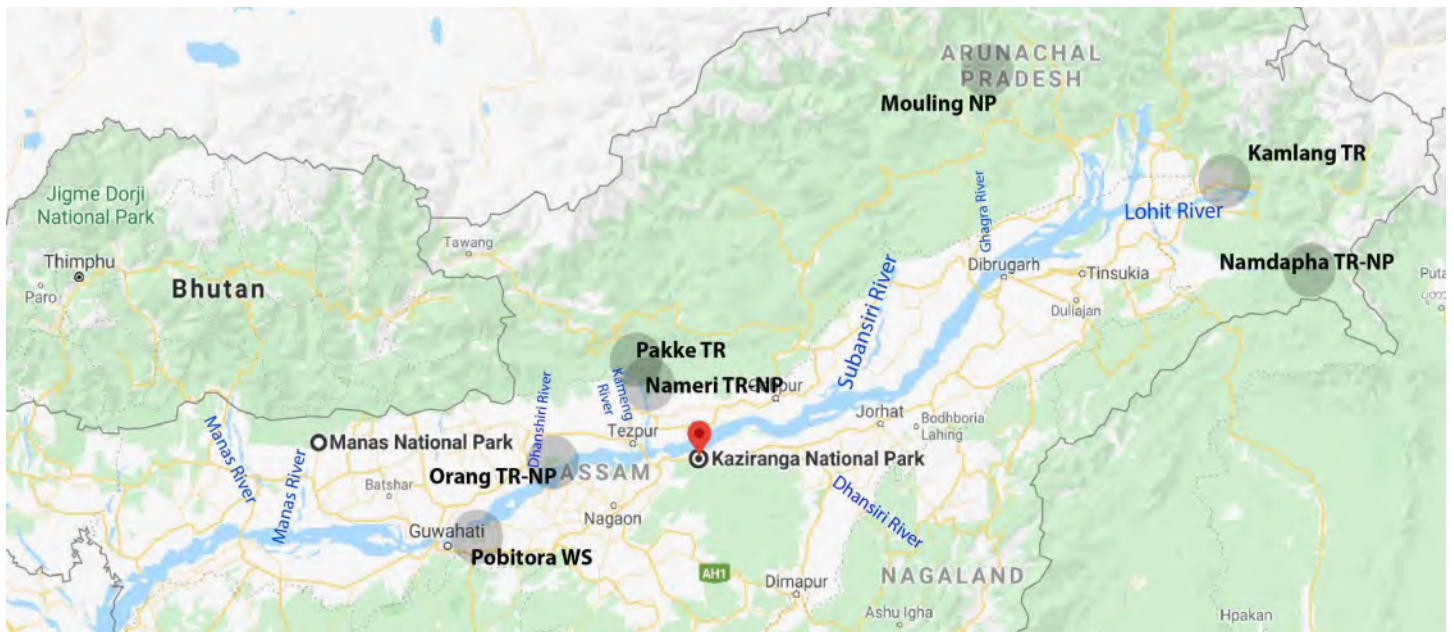 ARUNACHAL
PRADESH
Mouling NP
Kamlang TR
Jigme Dorji
National Park
Ghagra River
Lohit River
Tawang
Thimphu
Paro
Bhutan
Dibrugarh
Tinsukia
Namdapha TR-NP
Duliajan
Subansiri River
Pakke TR
Nameri TR-NP
Kameng
River
Dhanshiri River
Manas River
Manas National Park
Tezpur
Jorhat
Bodhboria
Lahing
Kaziranga National Park
Orang TR-NP
ASSAM
Manas River
Batshar
Dhansiri River
Nagaon
Guwahati
Pobitora WS
AH1
Dimapur
NAGALAND
Ashu Igha
Hpakan